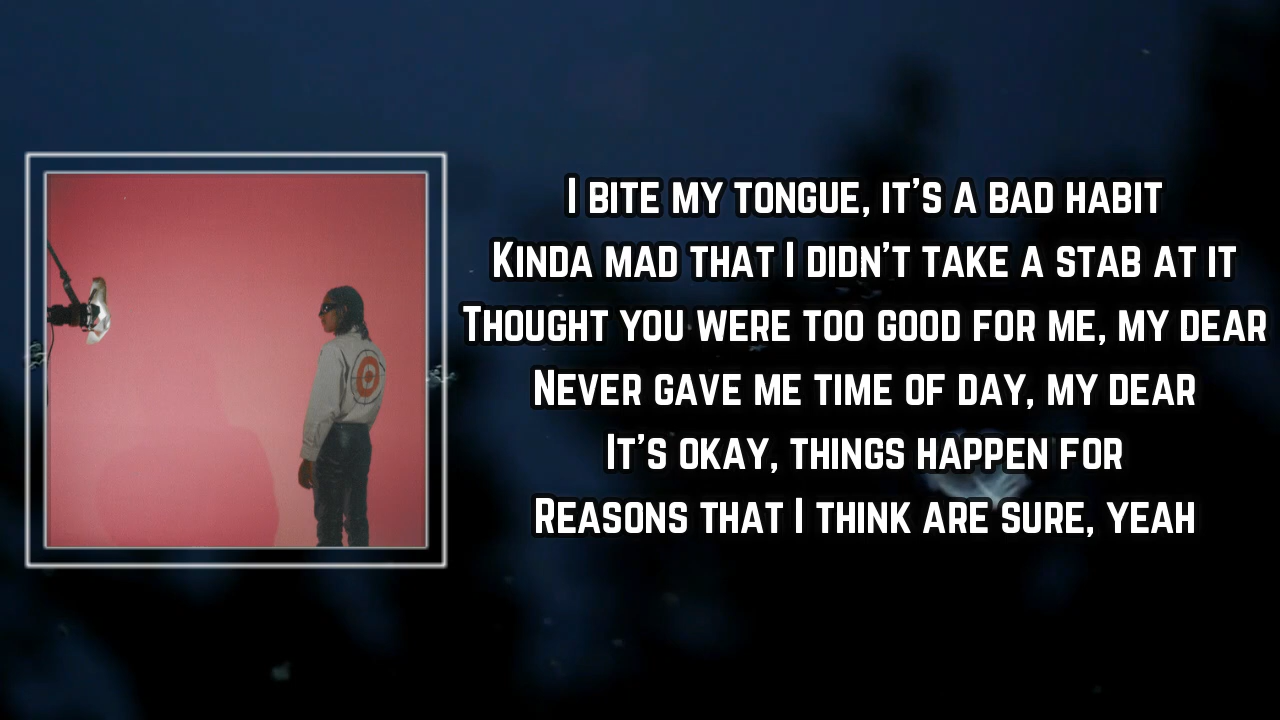 I bite my tongue, it's a bad habit
Kinda mad that I didn't take a stab at it
Thought you were too good for me, my dear
Never gave me time of day, my dear
It's okay, things happen for
Reasons that I think are sure, yeah